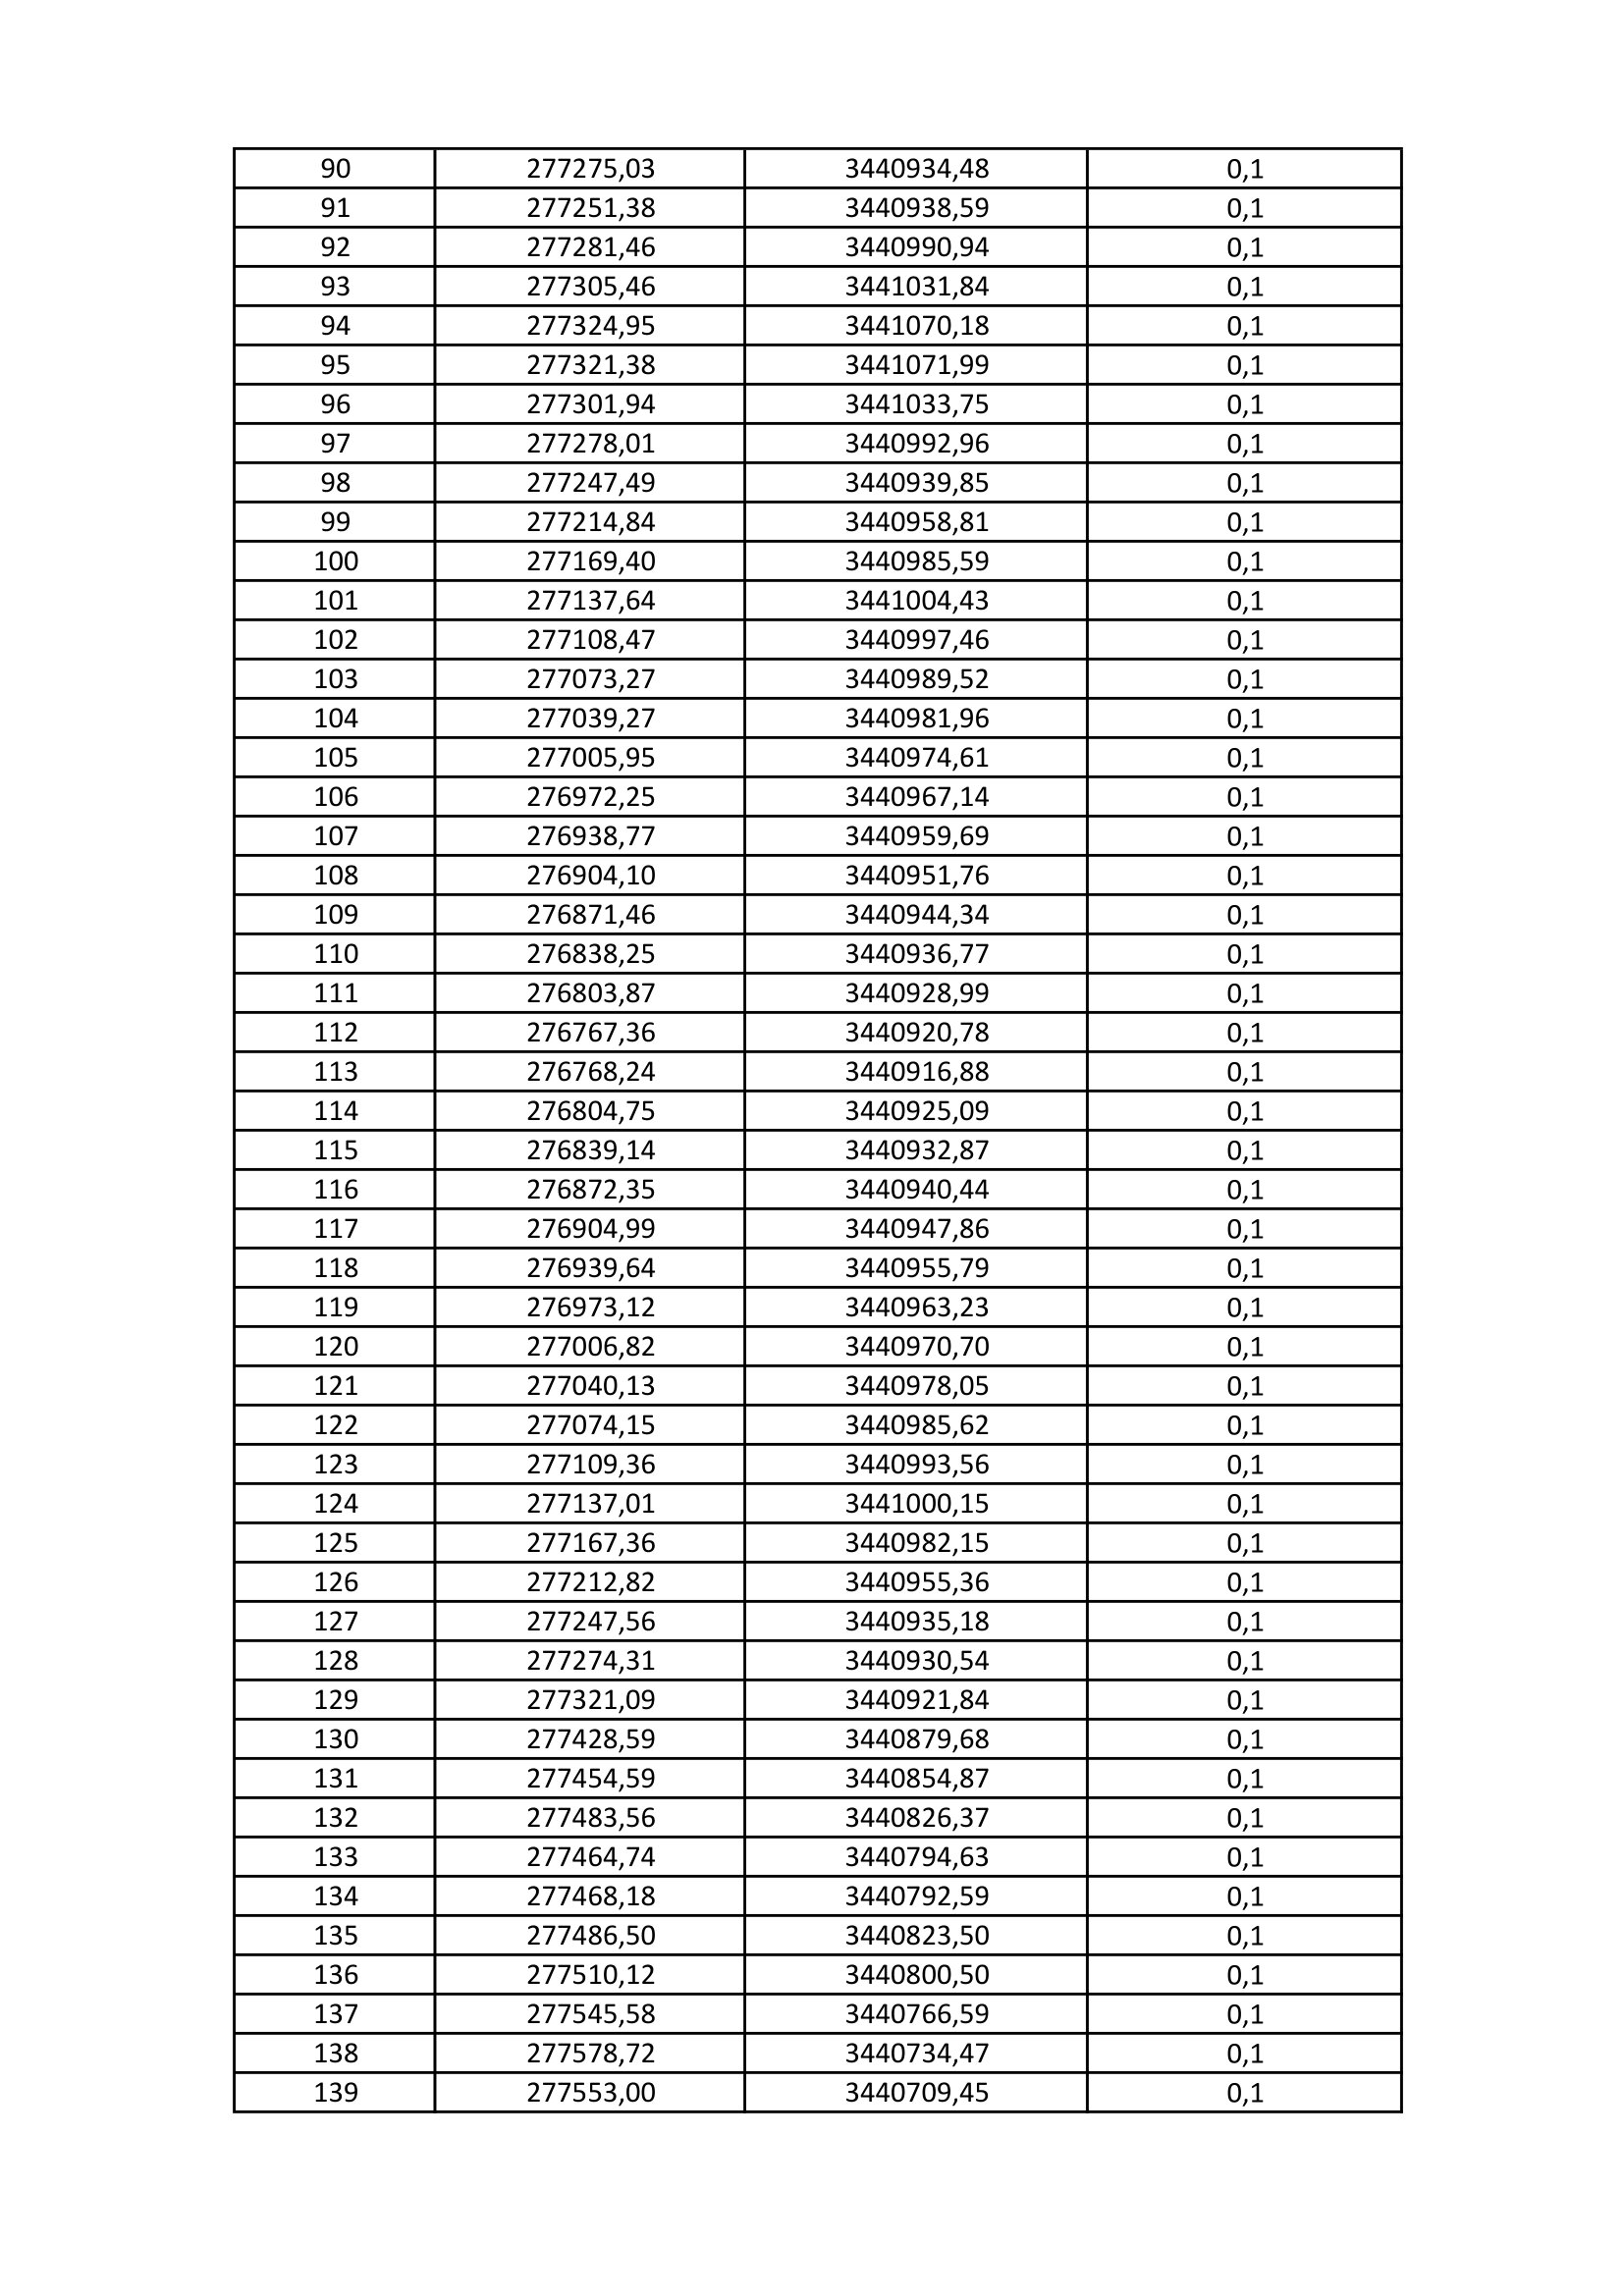 90 277275,03 3440934,48 0,1
91 277251,38 3440938,59 0,1
92 277281,46 3440990,94 0,1
93 277305,46 3441031,84 0,1
94 277324,95 3441070,18 0,1
95 277321,38 3441071,99 0,1
96 277301,94 3441033,75 0,1
97 277278,01 3440992,96 0,1
98 277247,49 3440939,85 0,1
99 277214,84 3440958,81 0,1
100 277169,40 3440985,59 0,1
101 277137,64 3441004,43 0,1
102 277108,47 3440997,46 0,1
103 277073,27 3440989,52 0,1
104 277039,27 3440981,96 0,1
105 277005,95 3440974,61 0,1
106 276972,25 3440967,14 0,1
107 276938,77 3440959,69 0,1
108 276904,10 3440951,76 0,1
109 276871,46 3440944,34 0,1
110 276838,25 3440936,77 0,1
111 276803,87 3440928,99 0,1
112 276767,36 3440920,78 0,1
113 276768,24 3440916,88 0,1
114 276804,75 3440925,09 0,1
115 276839,14 3440932,87 0,1
116 276872,35 3440940,44 0,1
117 276904,99 3440947,86 0,1
118 276939,64 3440955,79 0,1
119 276973,12 3440963,23 0,1
120 277006,82 3440970,70 0,1
121 277040,13 3440978,05 0,1
122 277074,15 3440985,62 0,1
123 277109,36 3440993,56 0,1
124 277137,01 3441000,15 0,1
125 277167,36 3440982,15 0,1
126 277212,82 3440955,36 0,1
127 277247,56 3440935,18 0,1
128 277274,31 3440930,54 0,1
129 277321,09 3440921,84 0,1
130 277428,59 3440879,68 0,1
131 277454,59 3440854,87 0,1
132 277483,56 3440826,37 0,1
133 277464,74 3440794,63 0,1
134 277468,18 3440792,59 0,1
135 277486,50 3440823,50 0,1
136 277510,12 3440800,50 0,1
137 277545,58 3440766,59 0,1
138 277578,72 3440734,47 0,1
139 277553,00 3440709,45 0,1